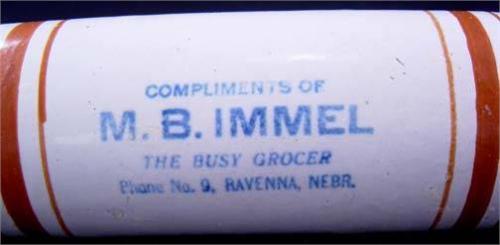 COMPLIMENTS OF
M. B. IMMEL
THE BUSY GROCER
Phone No. 9, RAVENNA, NEBR.